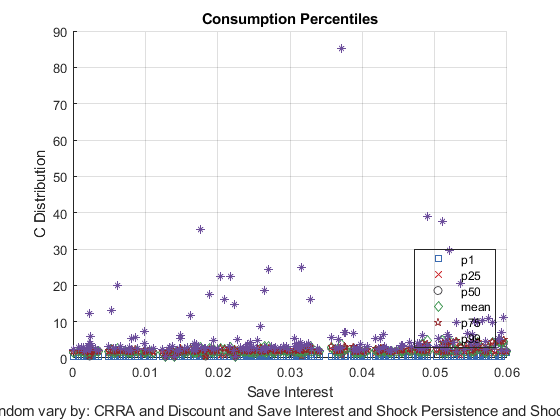 Consumption Percentiles
90
80
70
60
50
40
30
20
10
0
C Distribution
p1
p25
p50
mean
p75
p99
0 0.01 0.02 0.03 0.04 0.05 0.06
Save Interest
ndom vary by: CRRA and Discount and Save Interest and Shock Persistence and Shoc